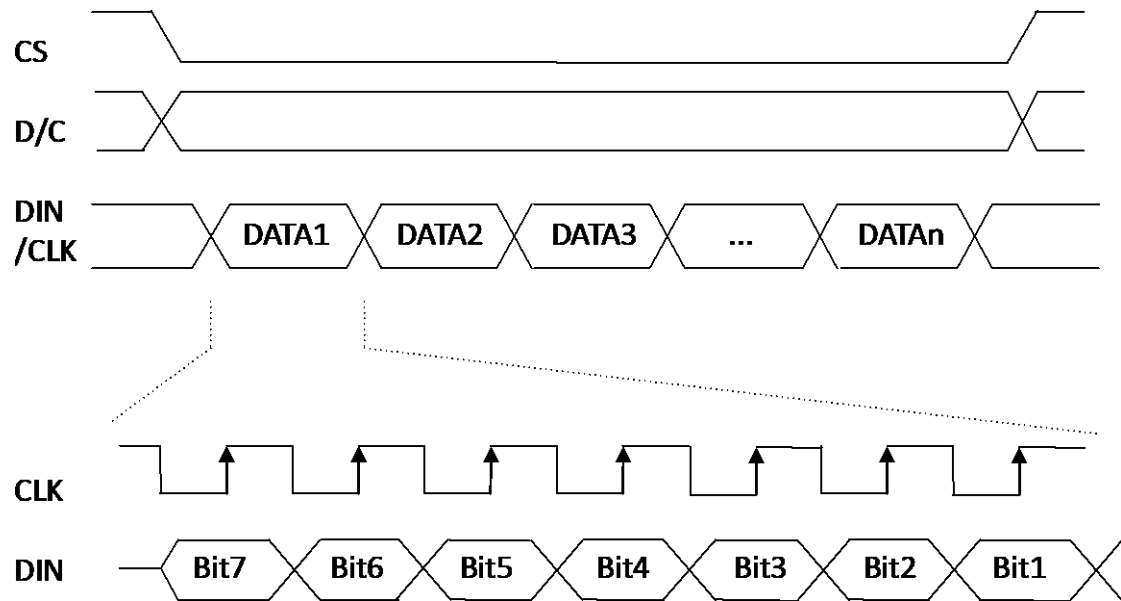 CS
D/C
DIN
/CLK
DATA1 DATA2 DATA3 ... DATAn
CLK
DIN
Bit7 Bit6 Bit5 Bit4 Bit3 Bit2 Bit1